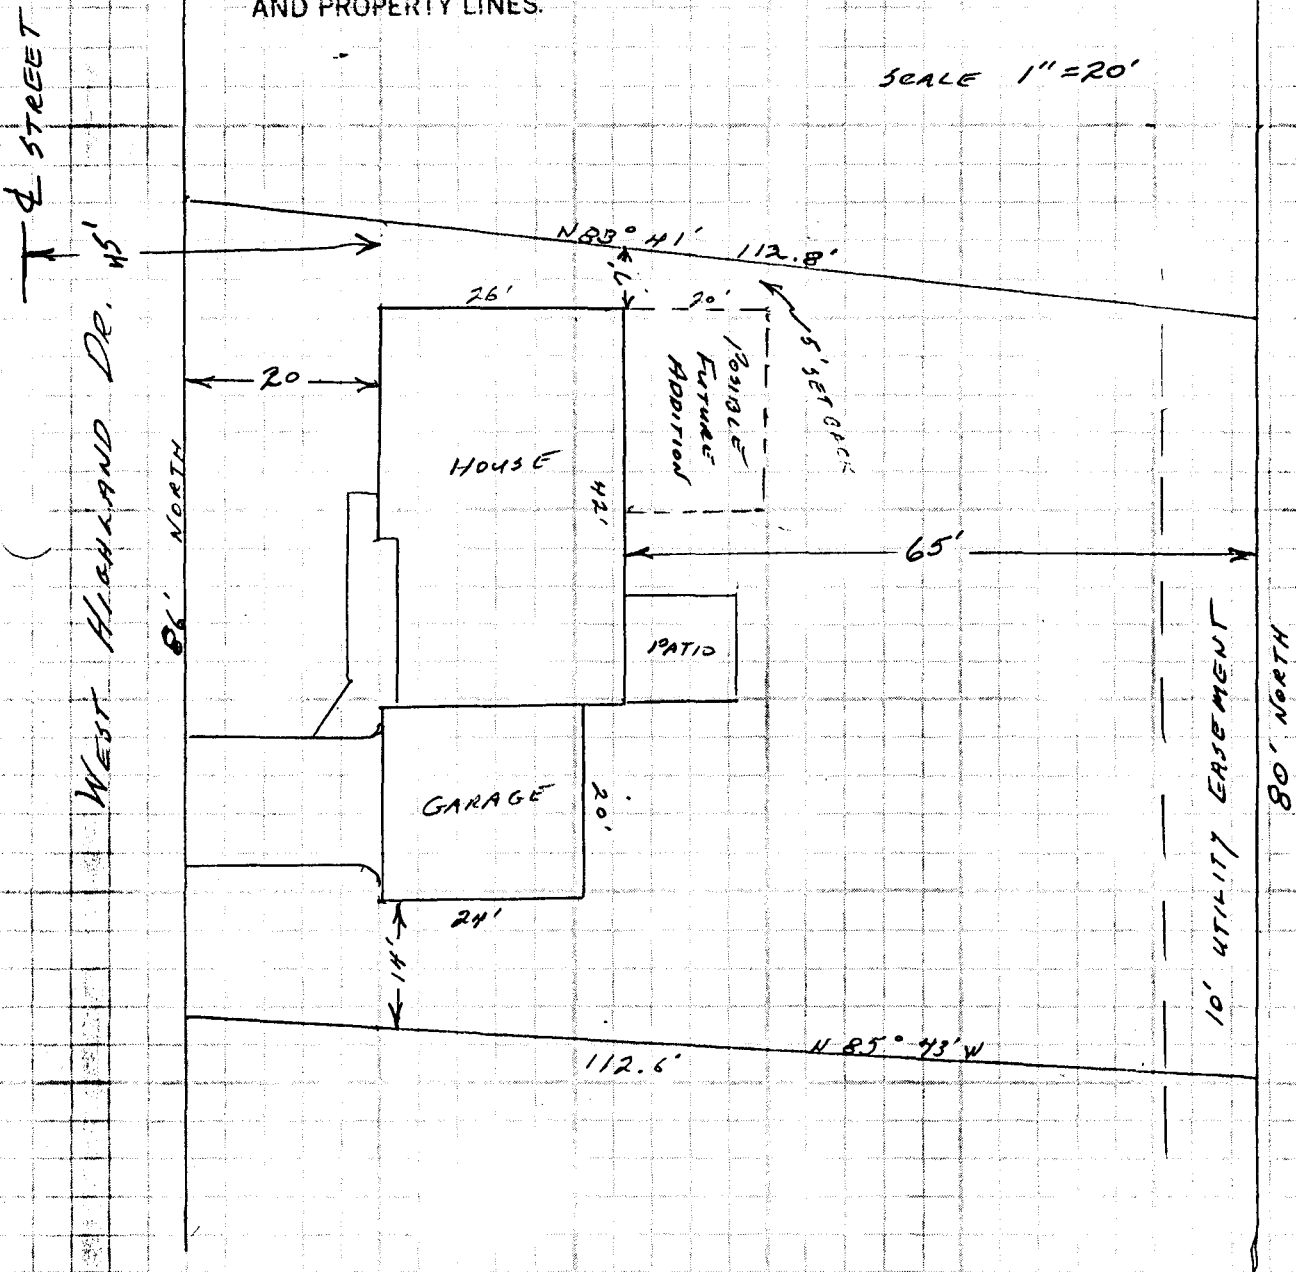 AND PROPERTY LINES.
SCALE 1"=20'
℄ STREET
45'
N 83° 41' 112.8'
7'
26'
20'
5' SET BACK
POSSIBLE
FUTURE
ADDITION
20
HOUSE
42'
65'
WEST HIGHLAND DR.
86' NORTH
PATIO
GARAGE
20'
24'
14'
10' UTILITY EASEMENT
80' NORTH
N 85° 43' W
112.6'